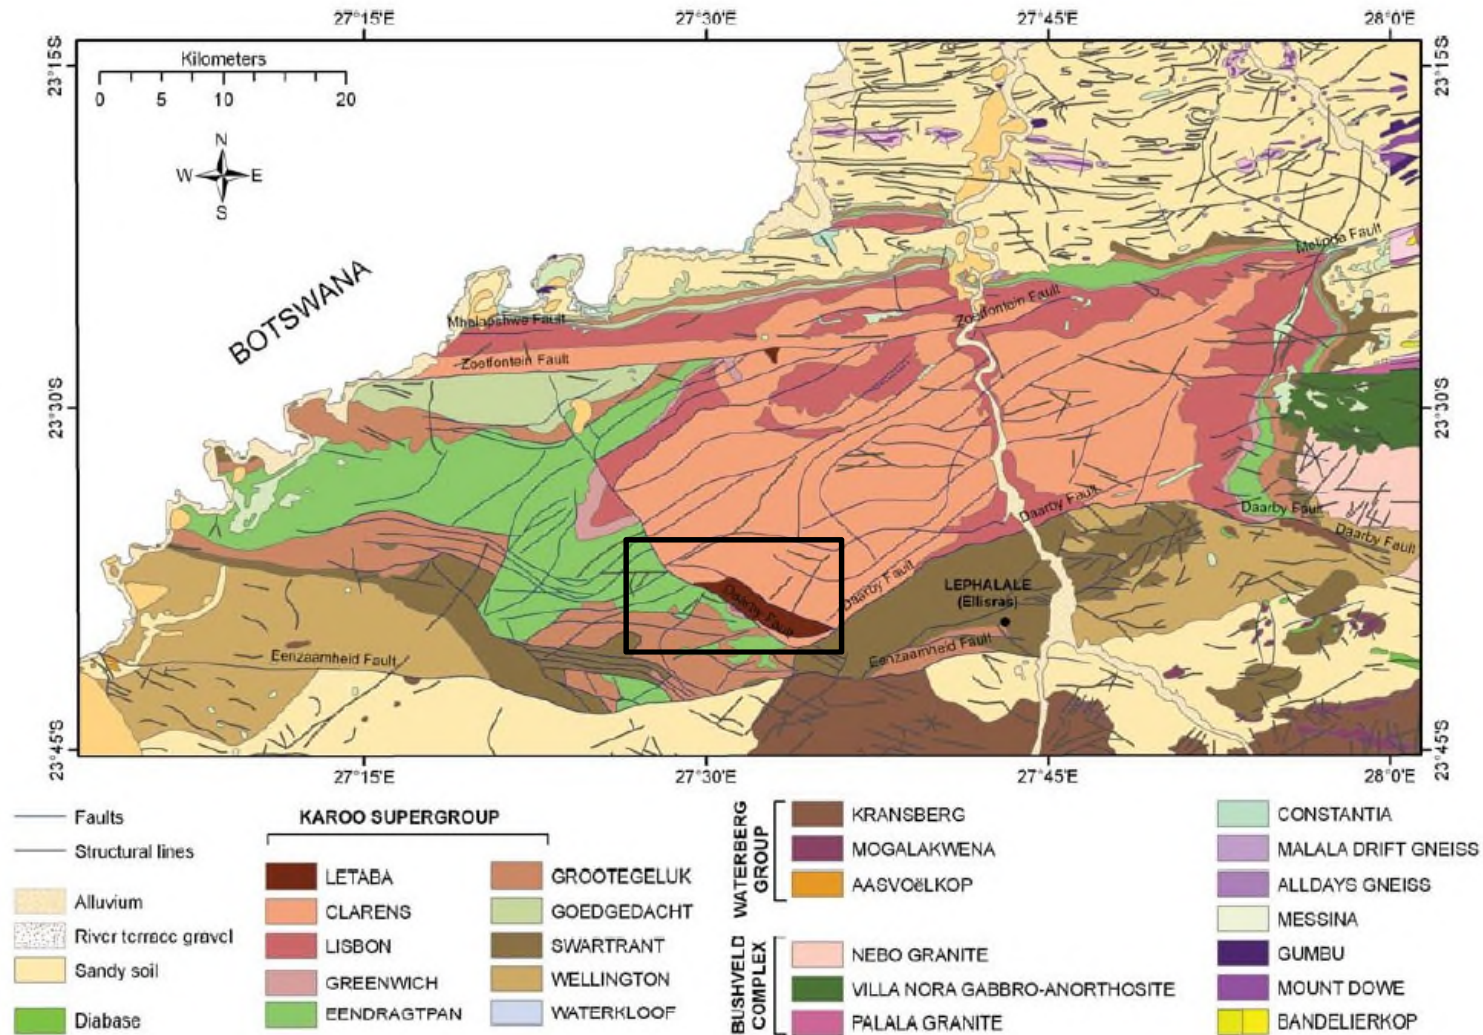 27°15'E 27°30'E 27°45'E 28°0'E
23°15'S 23°15'S
Kilometers
0 5 10 20
N
W E
S
BOTSWANA
Melinda Fault
Mhalapshwe Fault
Zoetfontein Fault
Zoetfontein Fault
23°30'S 23°30'S
Daarby Fault
Daarby Fault
Daarby Fault
Daarby Fault
Daarby Fault
LEPHALALE
(Ellisras)
Eenzaamheid Fault
Eenzaamheid Fault
23°45'S 23°45'S
27°15'E 27°30'E 27°45'E 28°0'E
Faults
Structural lines
Alluvium
River terrace gravel
Sandy soil
Diabase
KAROO SUPERGROUP
LETABA
CLARENS
LISBON
GREENWICH
EENDRAGTPAN
GROOTEGELUK
GOEDGEDACHT
SWARTRANT
WELLINGTON
WATERKLOOF
WATERBERG
GROUP
KRANSBERG
MOGALAKWENA
AASVOëLKOP
BUSHVELD
COMPLEX
NEBO GRANITE
VILLA NORA GABBRO-ANORTHOSITE
PALALA GRANITE
CONSTANTIA
MALALA DRIFT GNEISS
ALLDAYS GNEISS
MESSINA
GUMBU
MOUNT DOWE
BANDELIERKOP